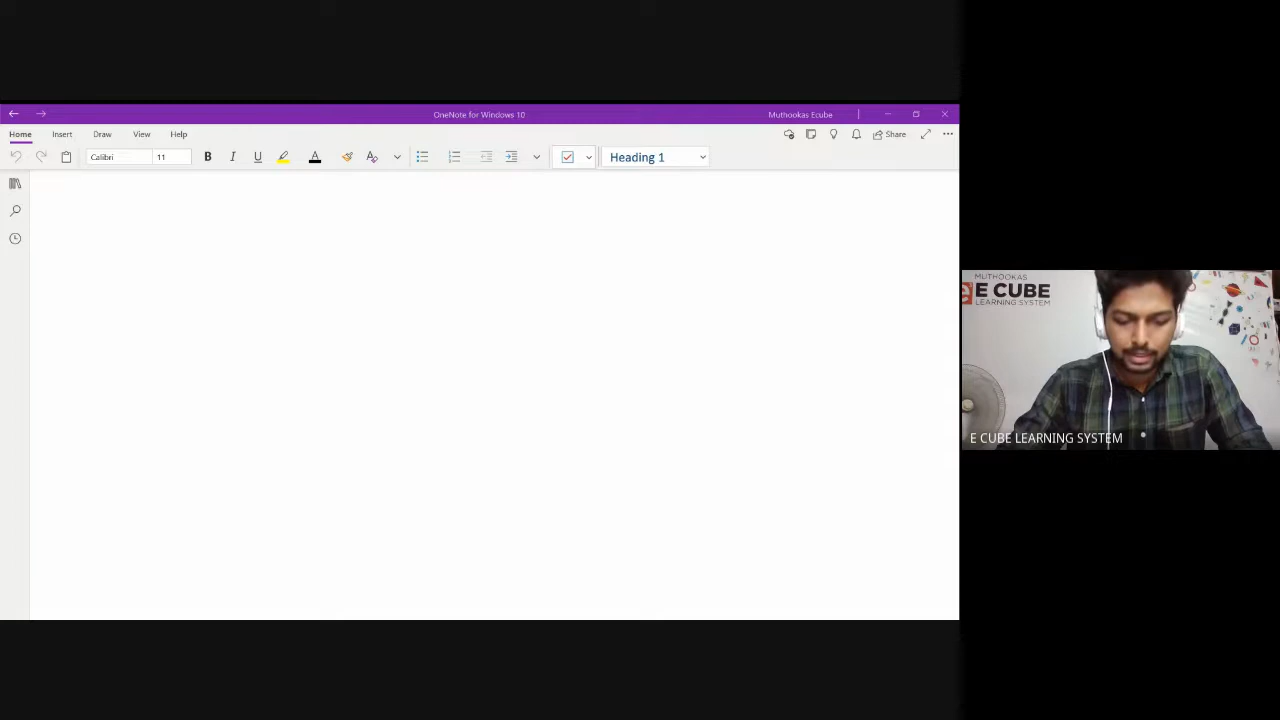 OneNote for Windows 10
Muthookas Ecube
Home
Insert
Draw
View
Help
Share
Calibri
11
B
I
U
A
Heading 1
MUTHOOKAS
E CUBE
LEARNING SYSTEM
E CUBE LEARNING SYSTEM